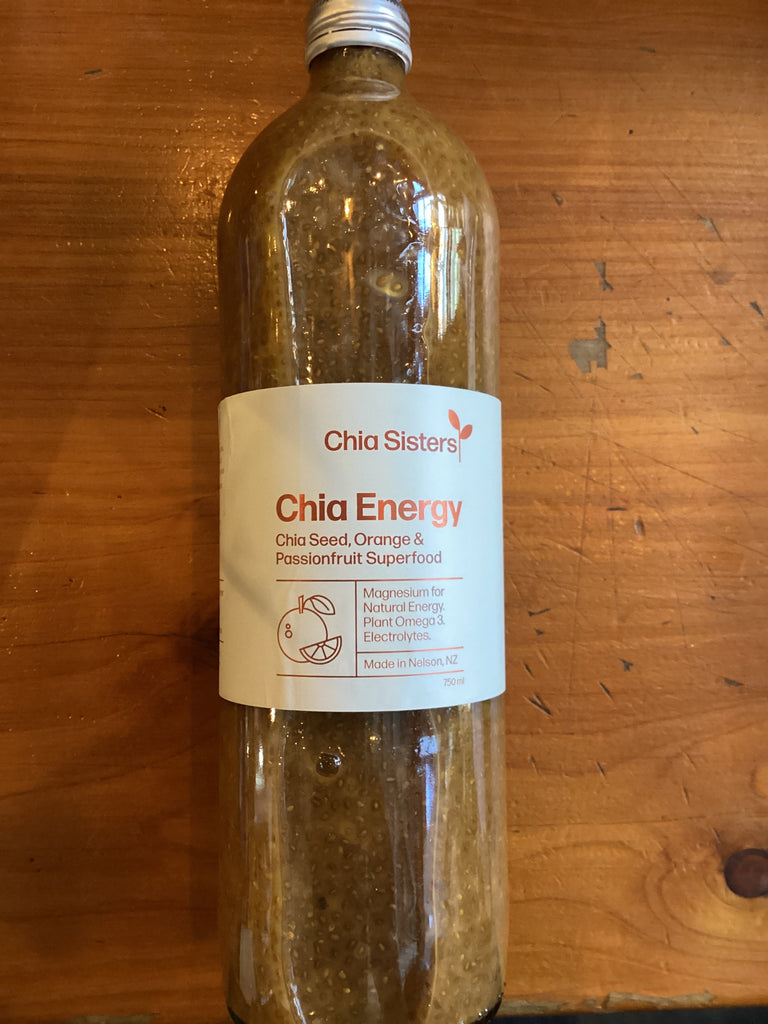 Chia Sisters
Chia Energy
Chia Seed, Orange &
Passionfruit Superfood
Magnesium for
Natural Energy.
Plant Omega 3.
Electrolytes.
Made in Nelson, NZ
750 ml